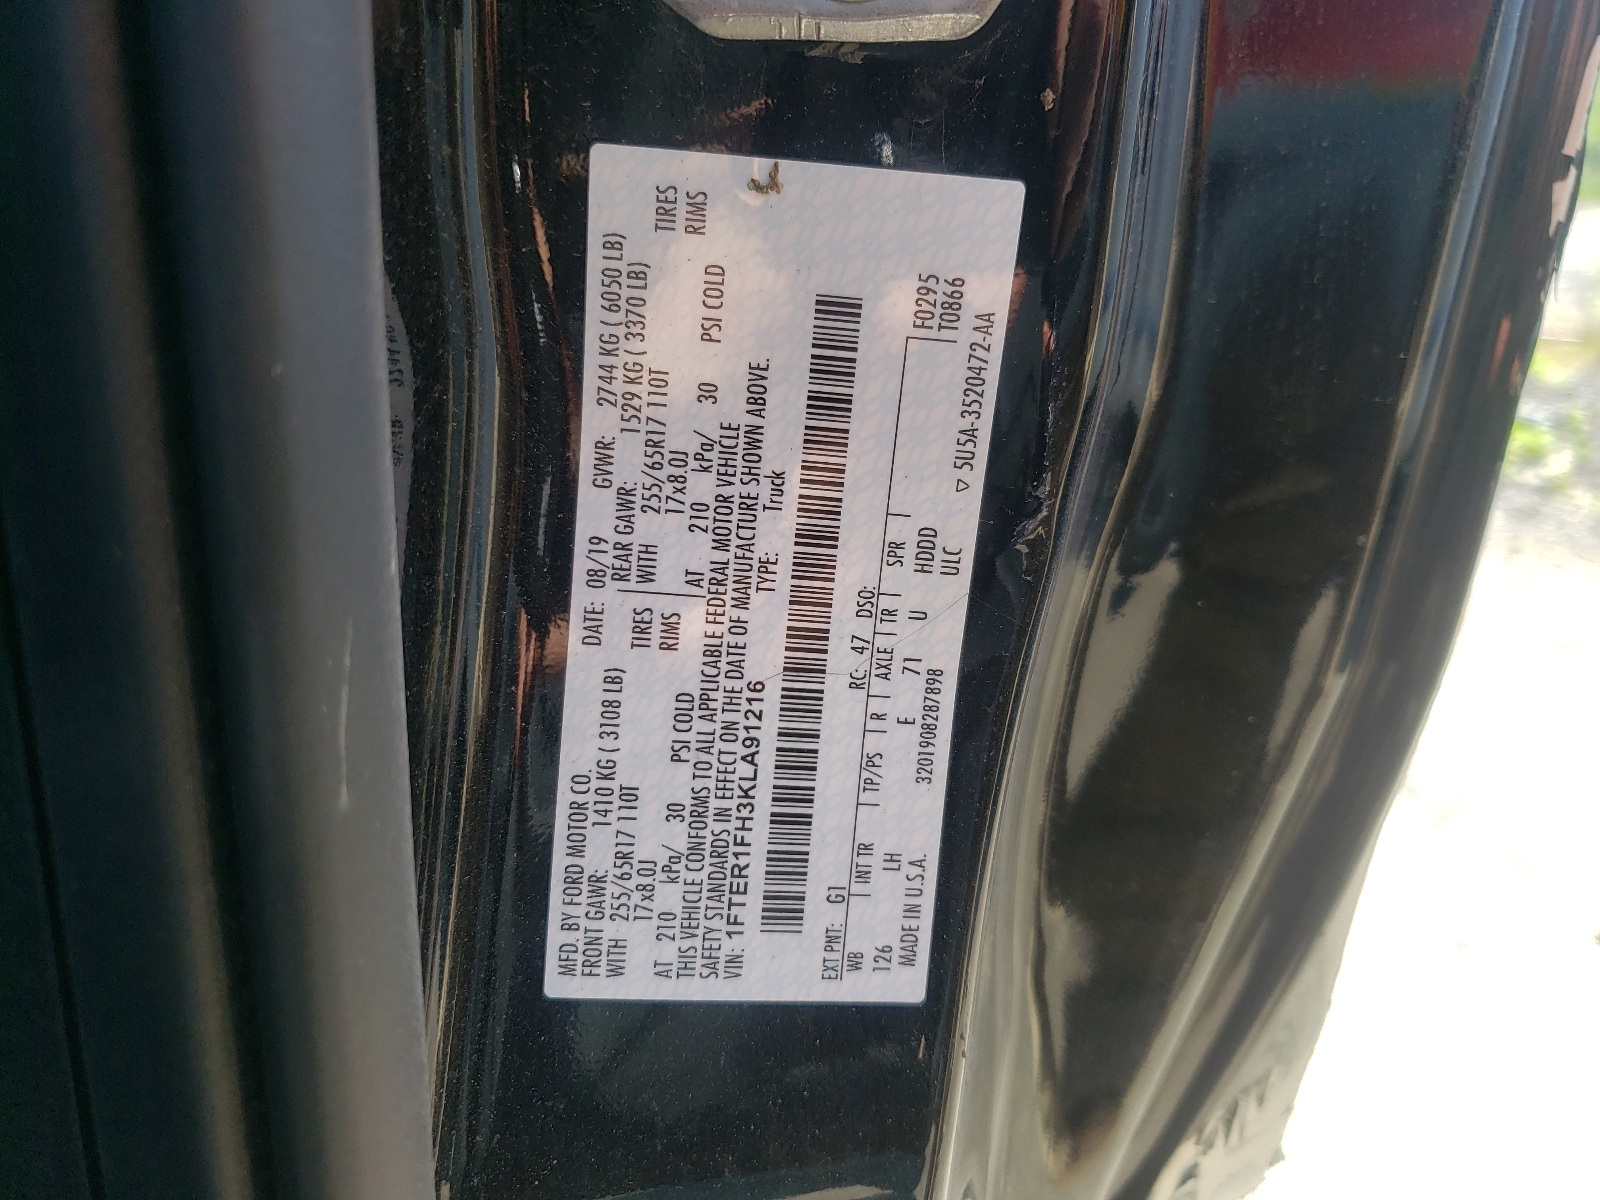 MFD. BY FORD MOTOR CO. DATE: 08/19 GVWR: 2744 KG ( 6050 LB)
FRONT GAWR: 1410 KG ( 3108 LB) REAR GAWR: 1529 KG ( 3370 LB)
WITH 255/65R17 110T TIRES WITH 255/65R17 110T TIRES
17x8.0J RIMS 17x8.0J RIMS
AT 210 kPa/ 30 PSI COLD AT 210 kPa/ 30 PSI COLD
THIS VEHICLE CONFORMS TO ALL APPLICABLE FEDERAL MOTOR VEHICLE
SAFETY STANDARDS IN EFFECT ON THE DATE OF MANUFACTURE SHOWN ABOVE.
VIN: 1FTER1FH3KLA91216 TYPE: Truck
EXT PNT: G1 RC: 47 DSO:
WB INT TR TP/PS R AXLE TR SPR
126 LH E 71 U HDDD F0295
ULC T0866
MADE IN U.S.A. 3201908287898 ▽ 5U5A-3520472-AA